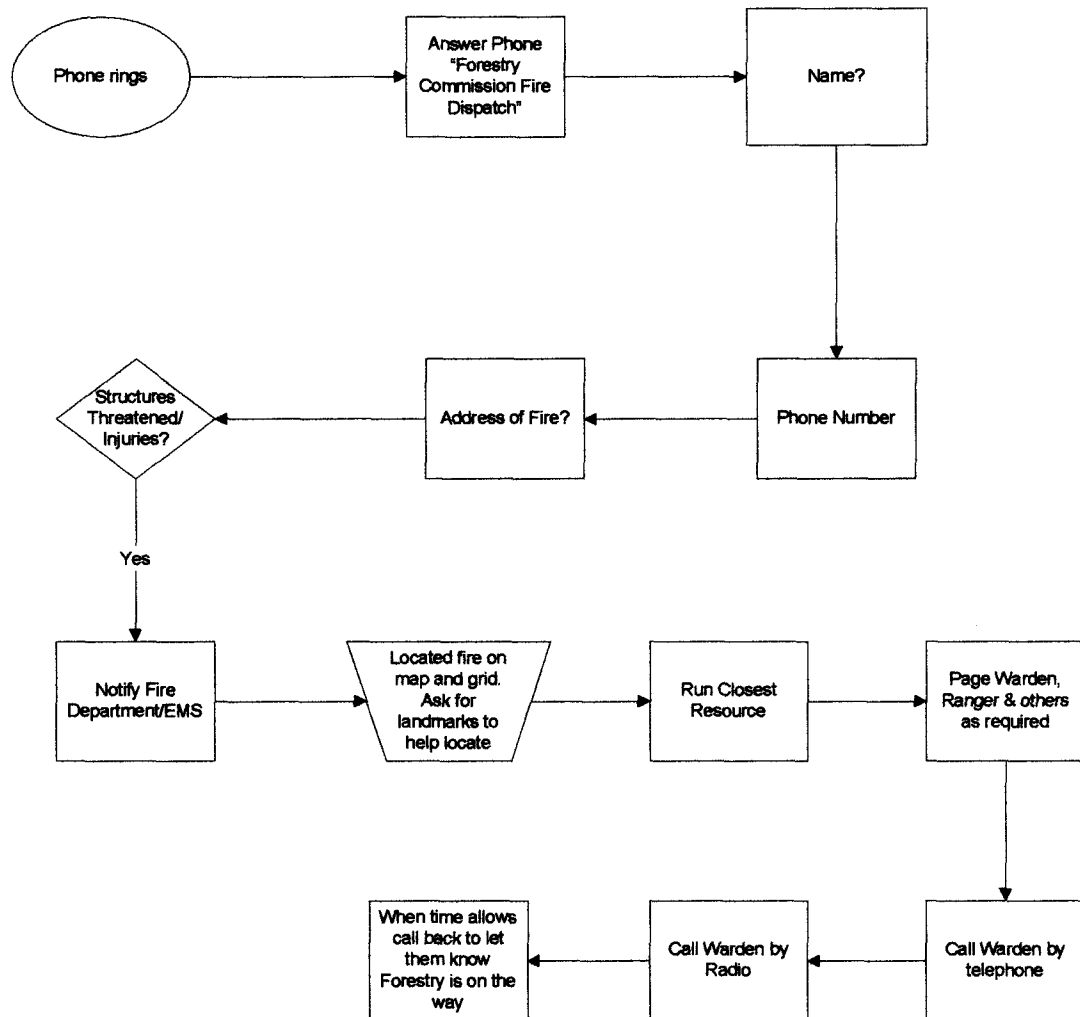 Phone rings
Answer Phone
"Forestry
Commission Fire
Dispatch"
Name?
Phone Number
Address of Fire?
Structures
Threatened/
Injuries?
Yes
Notify Fire
Department/EMS
Located fire on
map and grid.
Ask for
landmarks to
help locate
Run Closest
Resource
Page Warden,
Ranger & others
as required
Call Warden by
telephone
Call Warden by
Radio
When time allows
call back to let
them know
Forestry is on the
way